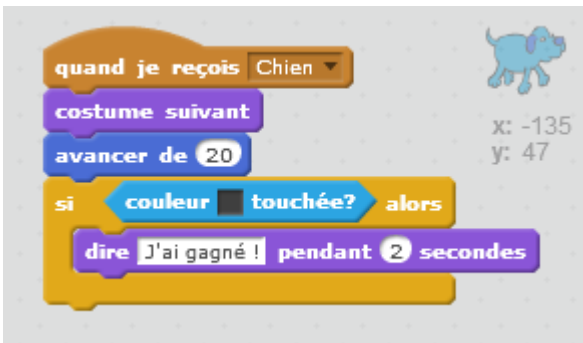 quand je reçois Chien
costume suivant
avancer de 20
si couleur touchée? alors
dire J'ai gagné ! pendant 2 secondes
x: -135
y: 47